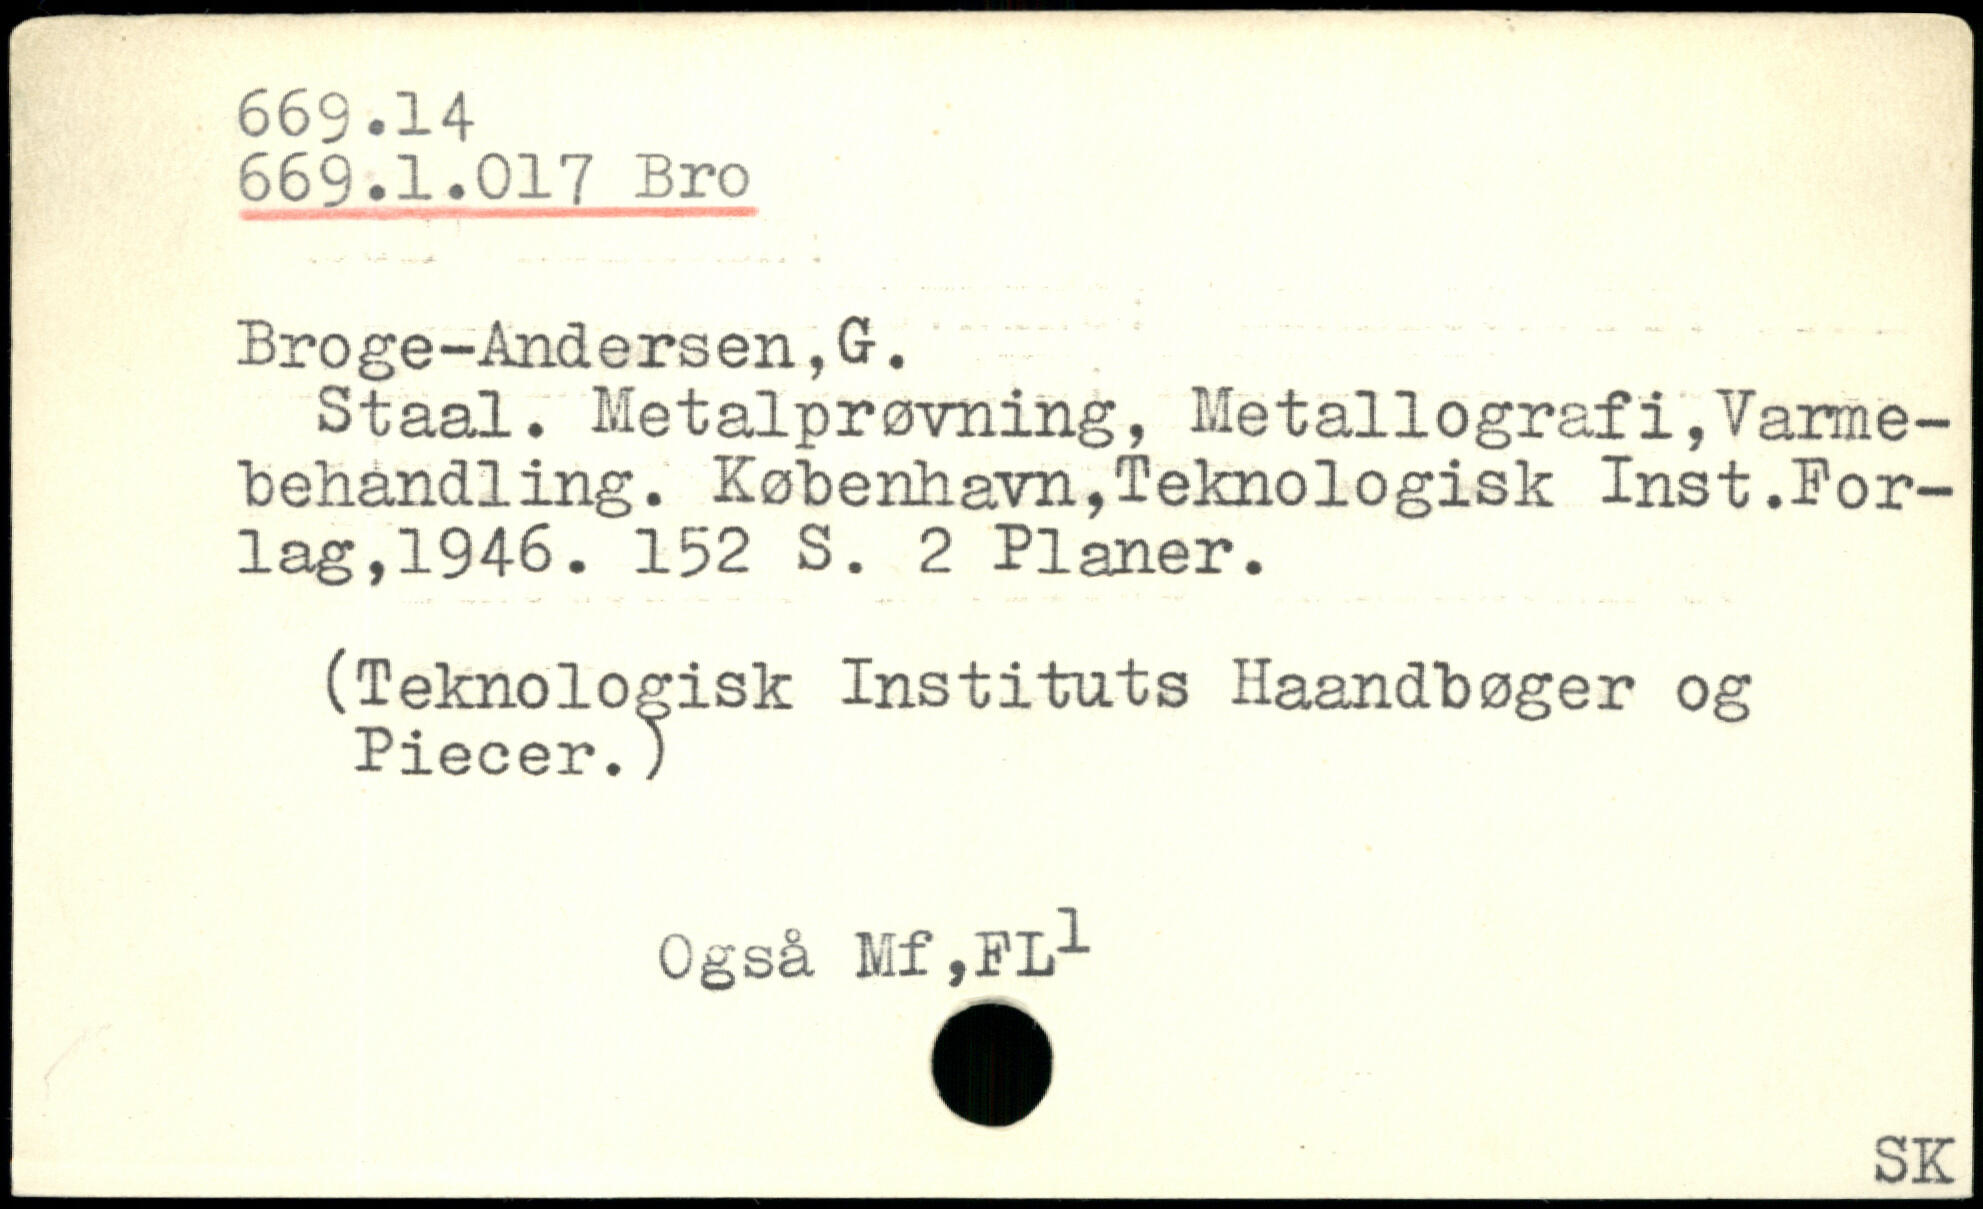 669.14
669.1.017 Bro
Broge-Andersen,G.
Staal. Metalprøvning, Metallografi,Varme-
behandling. København,Teknologisk Inst.For-
lag,1946. 152 S. 2 Planer.
(Teknologisk Instituts Haandbøger og
Piecer.)
Også Mf,FL¹
SK